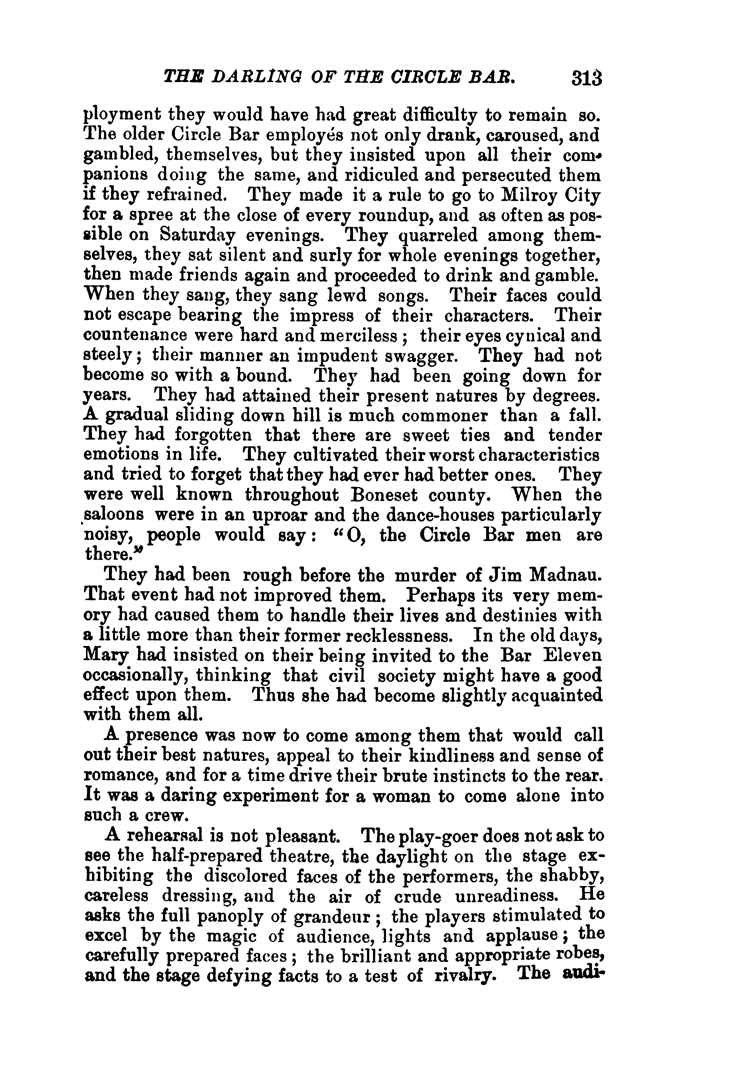 THE DARLING OF THE CIRCLE BAR. 313
ployment they would have had great difficulty to remain so.
The older Circle Bar employés not only drank, caroused, and
gambled, themselves, but they insisted upon all their com-
panions doing the same, and ridiculed and persecuted them
if they refrained. They made it a rule to go to Milroy City
for a spree at the close of every roundup, and as often as pos-
sible on Saturday evenings. They quarreled among them-
selves, they sat silent and surly for whole evenings together,
then made friends again and proceeded to drink and gamble.
When they sang, they sang lewd songs. Their faces could
not escape bearing the impress of their characters. Their
countenance were hard and merciless; their eyes cynical and
steely; their manner an impudent swagger. They had not
become so with a bound. They had been going down for
years. They had attained their present natures by degrees.
A gradual sliding down hill is much commoner than a fall.
They had forgotten that there are sweet ties and tender
emotions in life. They cultivated their worst characteristics
and tried to forget that they had ever had better ones. They
were well known throughout Boneset county. When the
saloons were in an uproar and the dance-houses particularly
noisy, people would say: "O, the Circle Bar men are
there."
They had been rough before the murder of Jim Madnau.
That event had not improved them. Perhaps its very mem-
ory had caused them to handle their lives and destinies with
a little more than their former recklessness. In the old days,
Mary had insisted on their being invited to the Bar Eleven
occasionally, thinking that civil society might have a good
effect upon them. Thus she had become slightly acquainted
with them all.
A presence was now to come among them that would call
out their best natures, appeal to their kindliness and sense of
romance, and for a time drive their brute instincts to the rear.
It was a daring experiment for a woman to come alone into
such a crew.
A rehearsal is not pleasant. The play-goer does not ask to
see the half-prepared theatre, the daylight on the stage ex-
hibiting the discolored faces of the performers, the shabby,
careless dressing, and the air of crude unreadiness. He
asks the full panoply of grandeur; the players stimulated to
excel by the magic of audience, lights and applause; the
carefully prepared faces; the brilliant and appropriate robes,
and the stage defying facts to a test of rivalry. The audi-